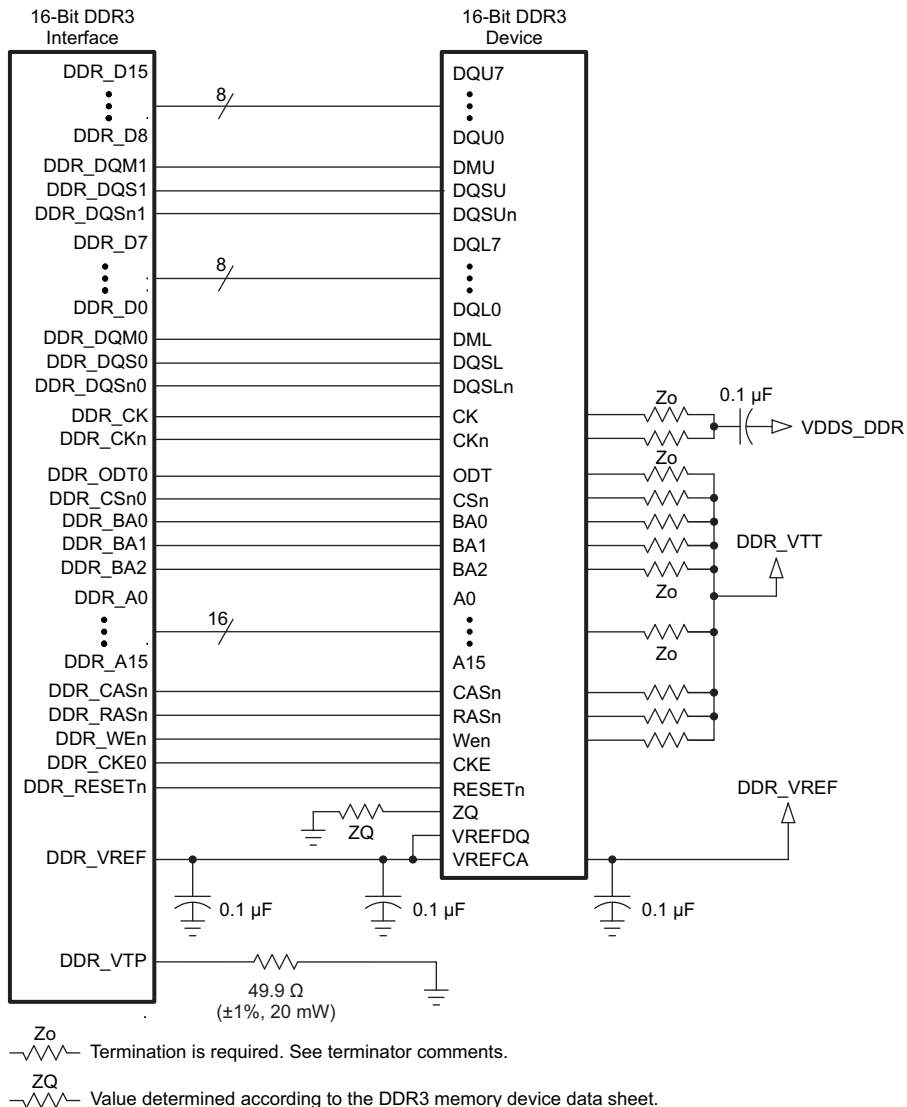 16-Bit DDR3
Interface
16-Bit DDR3
Device
DDR_D15
8
DQU7
DDR_D8
DQU0
DDR_DQM1
DMU
DDR_DQS1
DQSU
DDR_DQSn1
DQSUn
DDR_D7
8
DQL7
DDR_D0
DQL0
DDR_DQM0
DML
DDR_DQS0
DQSL
DDR_DQSn0
DQSLn
Zo
0.1 µF
DDR_CK
CK
VDDS_DDR
DDR_CKn
CKn
Zo
DDR_ODT0
ODT
DDR_CSn0
CSn
DDR_BA0
BA0
DDR_BA1
BA1
DDR_VTT
DDR_BA2
BA2
Zo
DDR_A0
A0
16
Zo
DDR_A15
A15
DDR_CASn
CASn
DDR_RASn
RASn
DDR_WEn
Wen
DDR_CKE0
CKE
DDR_RESETn
RESETn
DDR_VREF
ZQ
ZQ
VREFDQ
DDR_VREF
VREFCA
0.1 µF
0.1 µF
0.1 µF
DDR_VTP
49.9 Ω
(±1%, 20 mW)
Zo
Termination is required. See terminator comments.
ZQ
Value determined according to the DDR3 memory device data sheet.